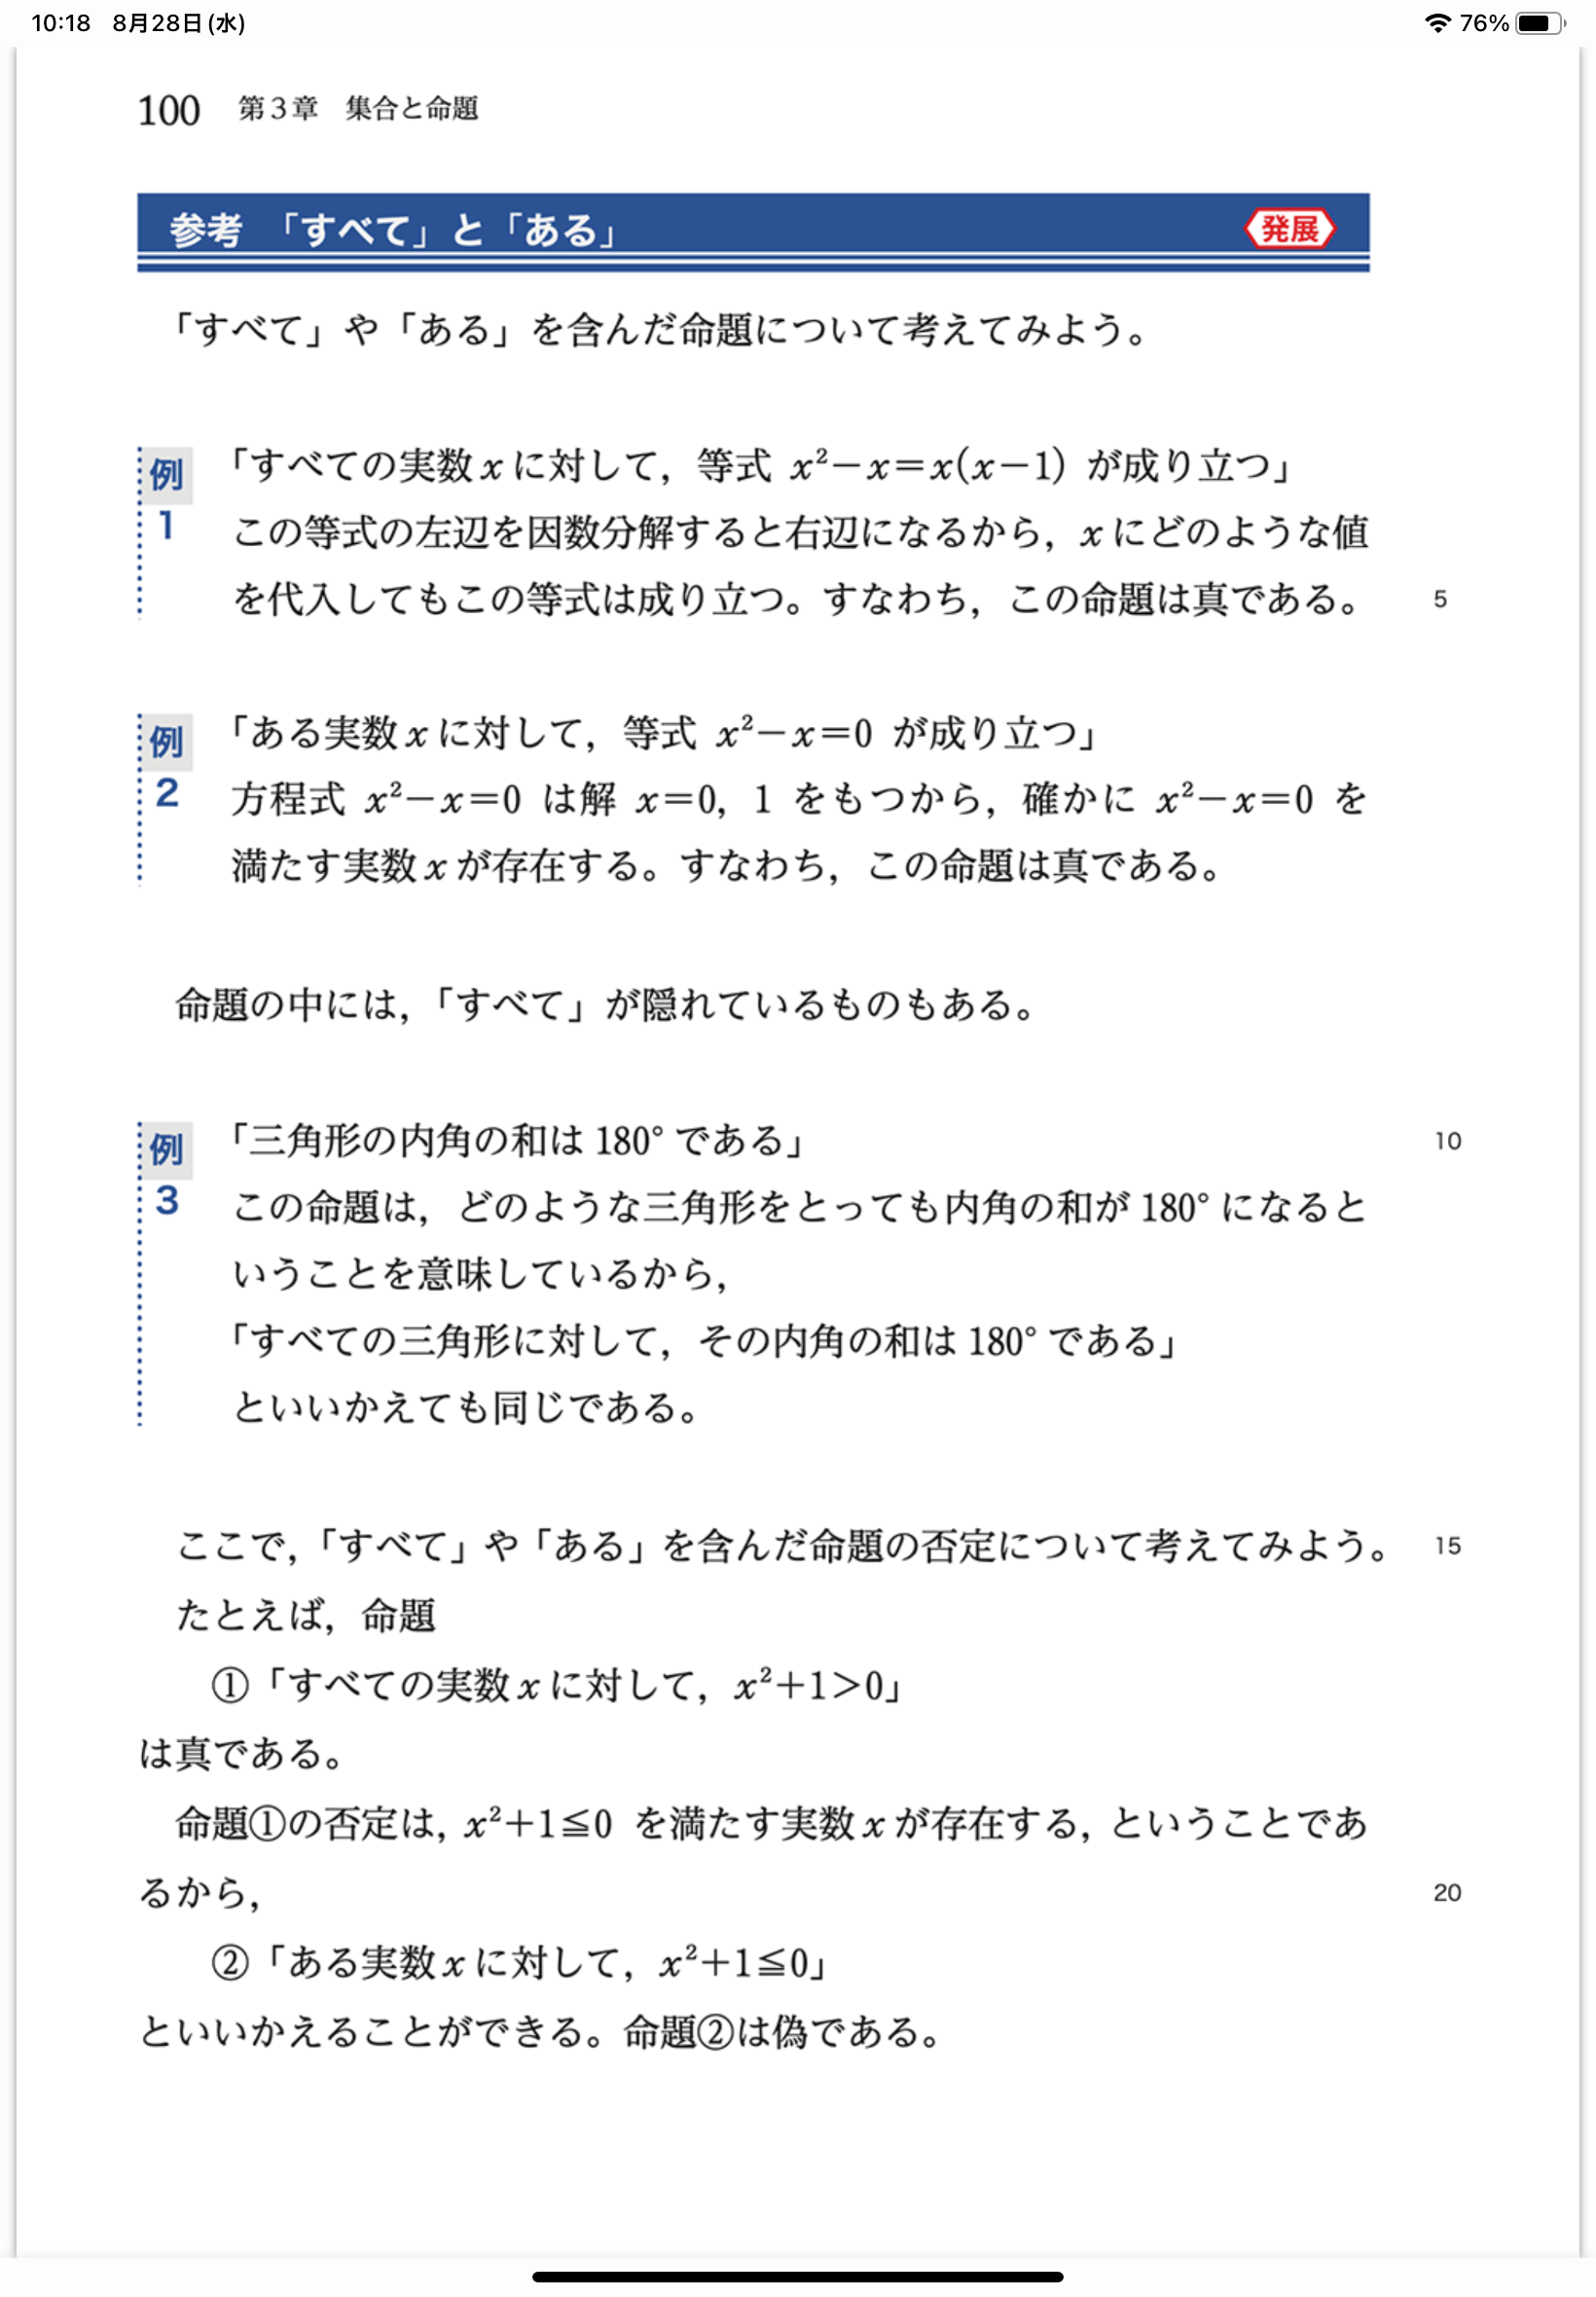 10:18 8月28日(水) 76%
100 第3章 集合と命題
参考 「すべて」と「ある」 発展
「すべて」や「ある」を含んだ命題について考えてみよう。
例1 「すべての実数 x に対して，等式 x²−x=x(x−1) が成り立つ」
この等式の左辺を因数分解すると右辺になるから，x にどのような値
を代入してもこの等式は成り立つ。すなわち，この命題は真である。 5
例2 「ある実数 x に対して，等式 x²−x=0 が成り立つ」
方程式 x²−x=0 は解 x=0，1 をもつから，確かに x²−x=0 を
満たす実数 x が存在する。すなわち，この命題は真である。
命題の中には，「すべて」が隠れているものもある。
例3 「三角形の内角の和は 180° である」 10
この命題は，どのような三角形をとっても内角の和が 180° になると
いうことを意味しているから，
「すべての三角形に対して，その内角の和は 180° である」
といいかえても同じである。
ここで，「すべて」や「ある」を含んだ命題の否定について考えてみよう。 15
たとえば，命題
①「すべての実数 x に対して，x²+1>0」
は真である。
命題①の否定は，x²+1≦0 を満たす実数 x が存在する，ということであ
るから， 20
②「ある実数 x に対して，x²+1≦0」
といいかえることができる。命題②は偽である。